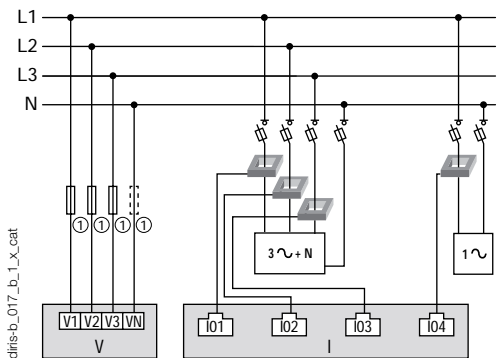 L1
L2
L3
N
① ① ① ①
3∿ + N
1∿
V1 V2 V3 VN
V
I01 I02 I03 I04
I
diris-b_017_b_1_x_cat